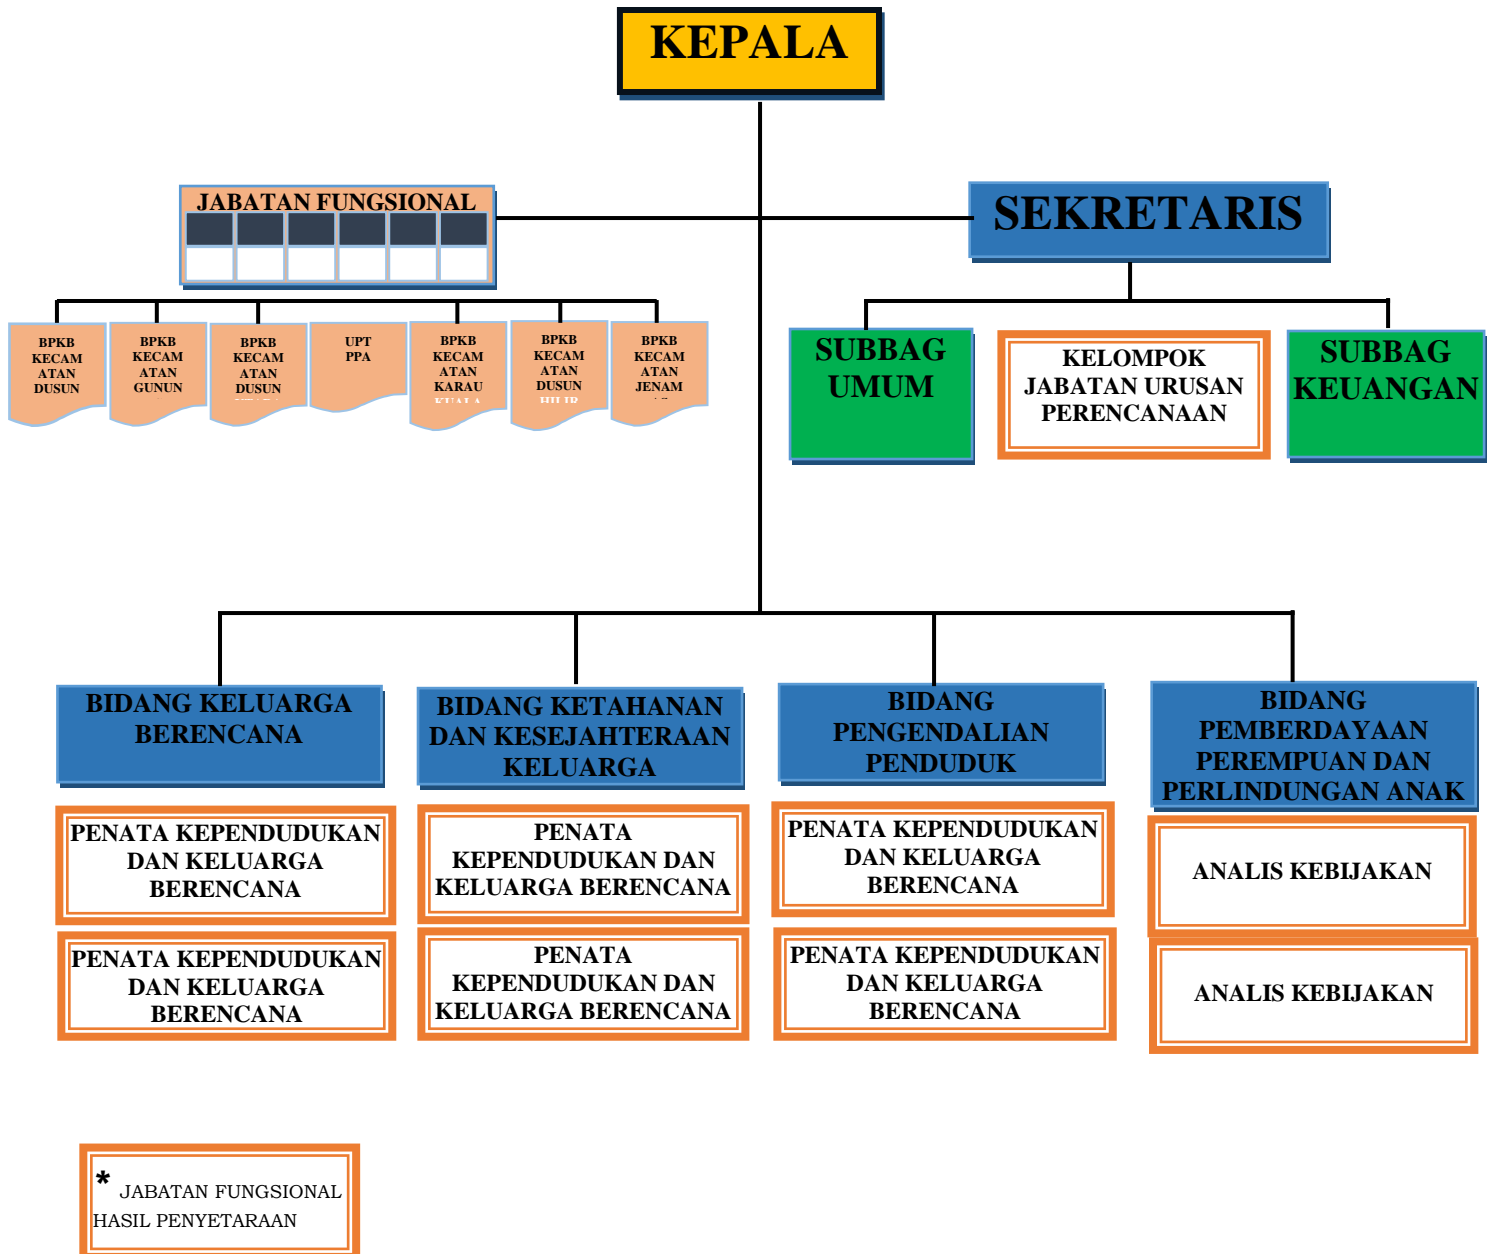 KEPALA
JABATAN FUNGSIONAL
SEKRETARIS
BPKB
KECAM
ATAN
DUSUN
BPKB
KECAM
ATAN
GUNUN
BPKB
KECAM
ATAN
DUSUN
UPT
PPA
BPKB
KECAM
ATAN
KARAU
KUALA
BPKB
KECAM
ATAN
DUSUN
HILIR
BPKB
KECAM
ATAN
JENAM
SUBBAG
UMUM
KELOMPOK
JABATAN URUSAN
PERENCANAAN
SUBBAG
KEUANGAN
BIDANG KELUARGA
BERENCANA
BIDANG KETAHANAN
DAN KESEJAHTERAAN
KELUARGA
BIDANG
PENGENDALIAN
PENDUDUK
BIDANG
PEMBERDAYAAN
PEREMPUAN DAN
PERLINDUNGAN ANAK
PENATA KEPENDUDUKAN
DAN KELUARGA
BERENCANA
PENATA
KEPENDUDUKAN DAN
KELUARGA BERENCANA
PENATA KEPENDUDUKAN
DAN KELUARGA
BERENCANA
ANALIS KEBIJAKAN
PENATA KEPENDUDUKAN
DAN KELUARGA
BERENCANA
PENATA
KEPENDUDUKAN DAN
KELUARGA BERENCANA
PENATA KEPENDUDUKAN
DAN KELUARGA
BERENCANA
ANALIS KEBIJAKAN
* JABATAN FUNGSIONAL
HASIL PENYETARAAN